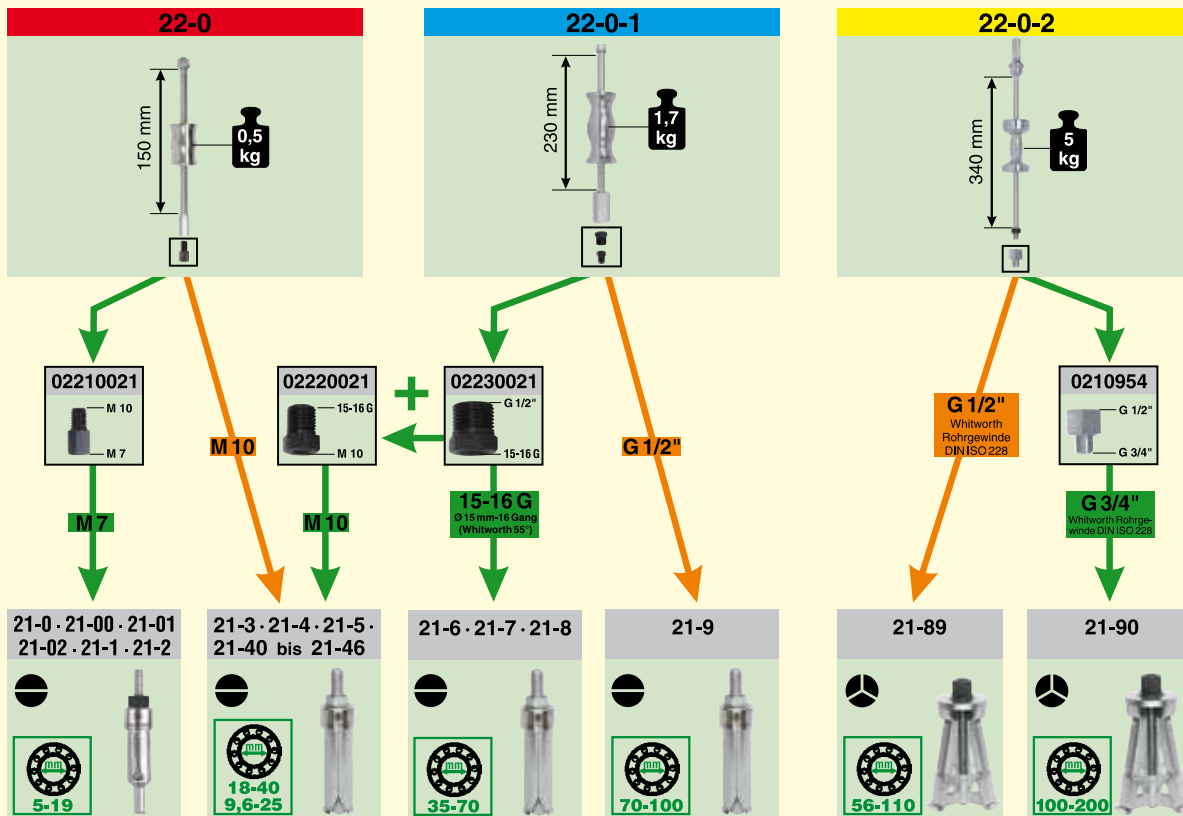 22-0
22-0-1
22-0-2
150 mm
0,5
kg
230 mm
1,7
kg
340 mm
5
kg
02210021
M 10
M 7
02220021
15-16 G
M 10
+
02230021
G 1/2"
15-16 G
0210954
G 1/2"
G 3/4"
M 10
G 1/2"
G 1/2"
Whitworth
Rohrgewinde
DIN ISO 228
M 7
M 10
15-16 G
Ø 15 mm-16 Gang
(Whitworth 55°)
G 3/4"
Whitworth Rohrge-
winde DIN ISO 228
21-0 · 21-00 · 21-01
21-02 · 21-1 · 21-2
21-3 · 21-4 · 21-5 ·
21-40 bis 21-46
21-6 · 21-7 · 21-8
21-9
21-89
21-90
mm
5-19
mm
18-40
9,6-25
mm
35-70
mm
70-100
mm
56-110
mm
100-200